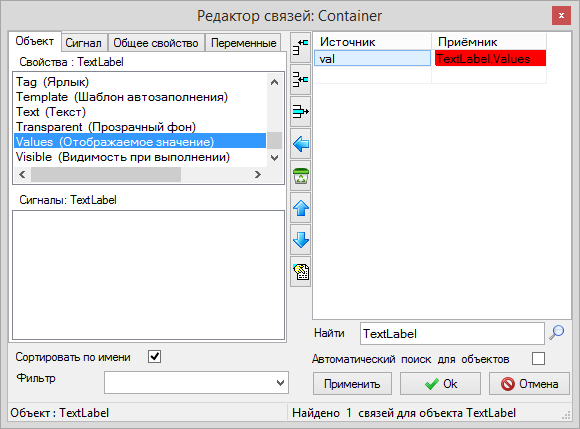 Редактор связей: Container
x
Объект Сигнал Общее свойство Переменные
Свойства : TextLabel
Tag (Ярлык)
Template (Шаблон автозаполнения)
Text (Текст)
Transparent (Прозрачный фон)
Values (Отображаемое значение)
Visible (Видимость при выполнении)
Сигналы: TextLabel
Сортировать по имени
Фильтр
Источник Приёмник
val TextLabel.Values
Найти TextLabel
Автоматический поиск для объектов
Применить Ok Отмена
Объект : TextLabel Найдено 1 связей для объекта TextLabel